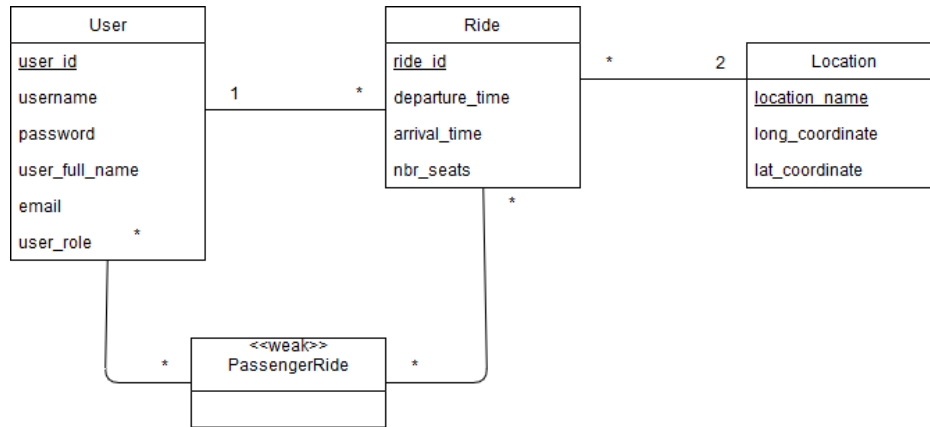 User
user_id
username
password
user_full_name
email
user_role
*
1
*
Ride
ride_id
departure_time
arrival_time
nbr_seats
*
*
2
Location
location_name
long_coordinate
lat_coordinate
*
<<weak>>
PassengerRide
*